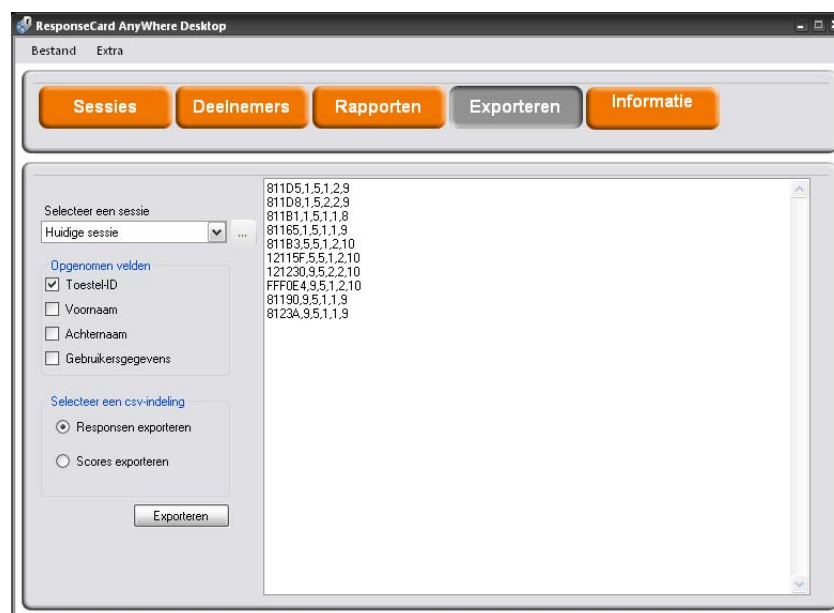 ResponseCard AnyWhere Desktop
Bestand Extra
Sessies Deelnemers Rapporten Exporteren Informatie
Selecteer een sessie
Huidige sessie ...
Opgenomen velden
Toestel-ID
Voornaam
Achternaam
Gebruikersgegevens
Selecteer een csv-indeling
Responsen exporteren
Scores exporteren
Exporteren
811D5,1,5,1,2,9
811D8,1,5,2,2,9
811B1,1,5,1,1,8
81165,1,5,1,1,9
811B3,5,5,1,2,10
12115F,5,5,1,2,10
121230,9,5,2,2,10
FFF0E4,9,5,1,2,10
81190,9,5,1,1,9
8123A,9,5,1,1,9